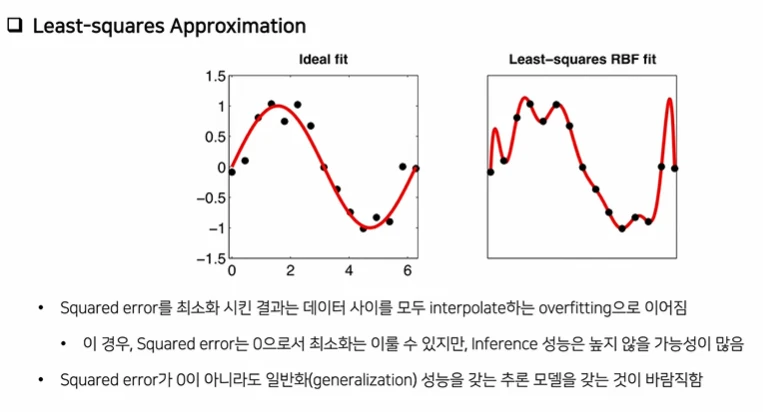 ❑ Least-squares Approximation
Ideal fit
Least-squares RBF fit
1.5
1
0.5
0
-0.5
-1
-1.5
0 2 4 6
• Squared error를 최소화 시킨 결과는 데이터 사이를 모두 interpolate하는 overfitting으로 이어짐
• 이 경우, Squared error는 0으로서 최소화는 이룰 수 있지만, Inference 성능은 높지 않을 가능성이 많음
• Squared error가 0이 아니라도 일반화(generalization) 성능을 갖는 추론 모델을 갖는 것이 바람직함